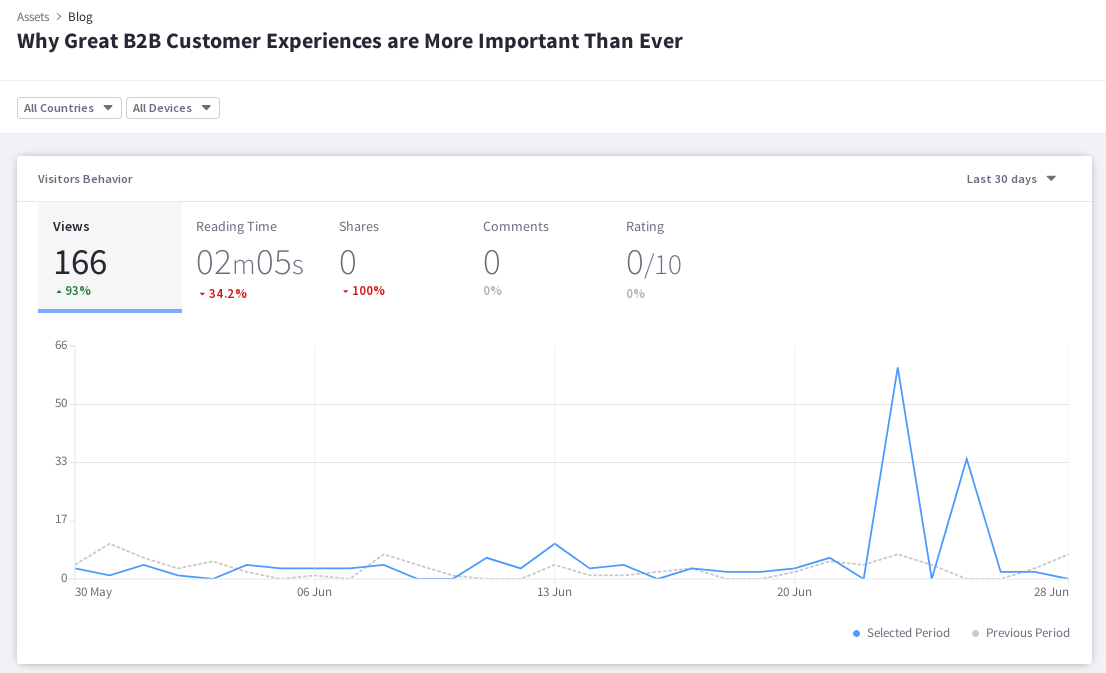 Assets > Blog
Why Great B2B Customer Experiences are More Important Than Ever
All Countries All Devices
Visitors Behavior Last 30 days
Views Reading Time Shares Comments Rating
166 02m05s 0 0 0/10
93% 34.2% 100% 0% 0%
66
50
33
17
0
30 May 06 Jun 13 Jun 20 Jun 28 Jun
Selected Period Previous Period